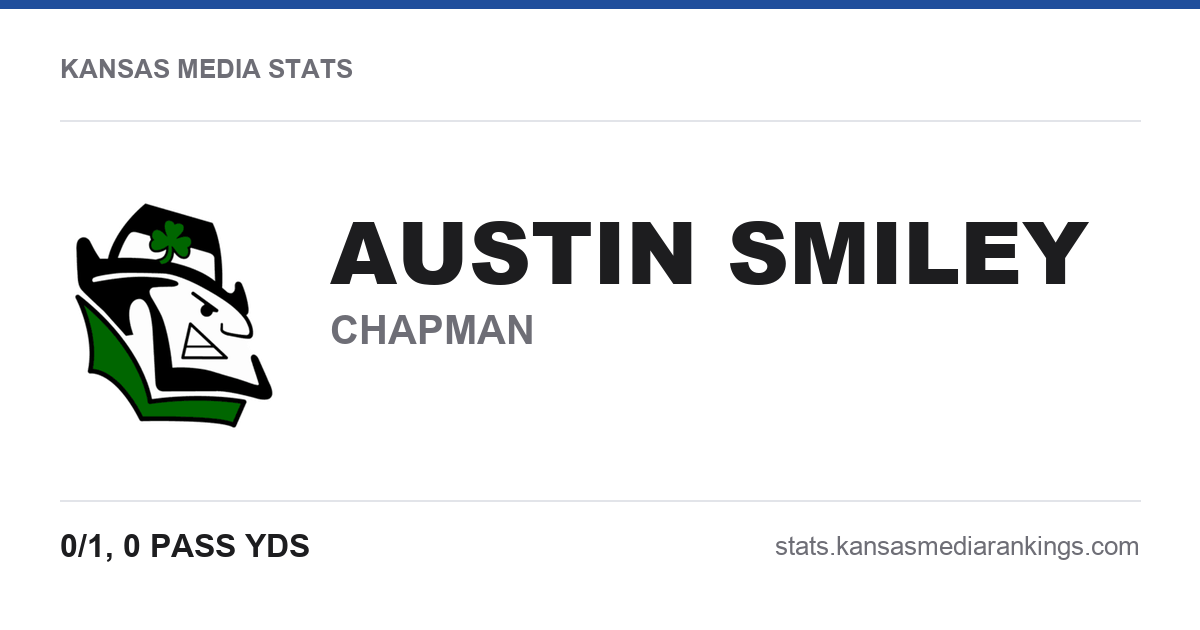 KANSAS MEDIA STATS
AUSTIN SMILEY
CHAPMAN
0/1, 0 PASS YDS
stats.kansasmediarankings.com